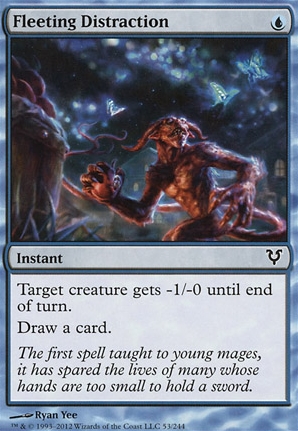 Fleeting Distraction
Instant
Target creature gets -1/-0 until end
of turn.
Draw a card.
The first spell taught to young mages,
it has spared the lives of many whose
hands are too small to hold a sword.
Ryan Yee
™ & © 1993–2012 Wizards of the Coast LLC 53/244